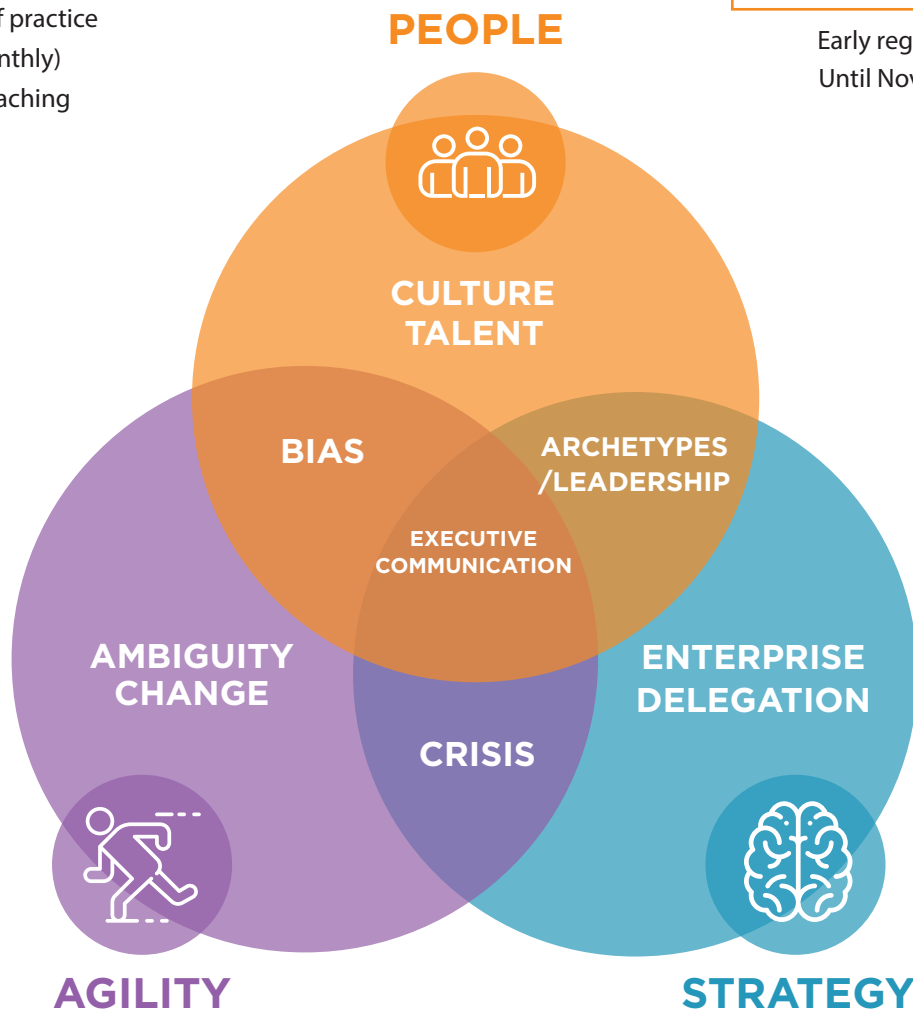 f practice
nthly)
aching
PEOPLE
Early reg
Until Nov
CULTURE
TALENT
BIAS
ARCHETYPES
/LEADERSHIP
EXECUTIVE
COMMUNICATION
AMBIGUITY
CHANGE
ENTERPRISE
DELEGATION
CRISIS
AGILITY
STRATEGY